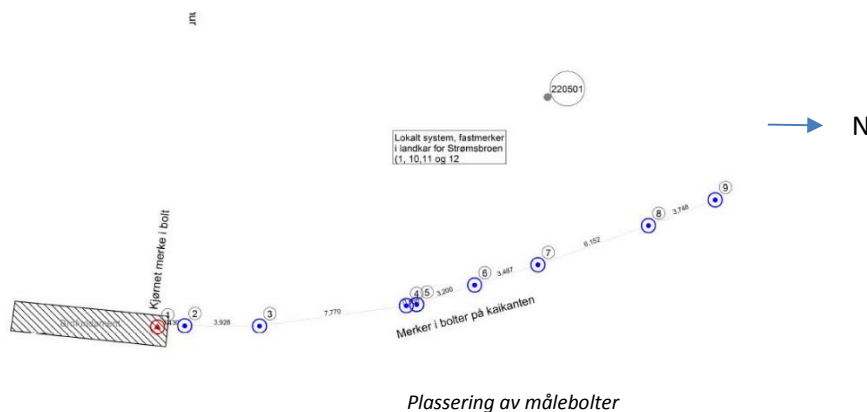 220501
N
Lokalt system, fastmerker
i landkar for Strømsbroen
(1, 10,11 og 12
Kjørnet merke i bolt
9
8
3,748
7
6,152
6
3,487
4 5
3,200
Merker i bolter på kaikanten
3
7,770
2
3,928
1
Brofundament
Plassering av målebolter